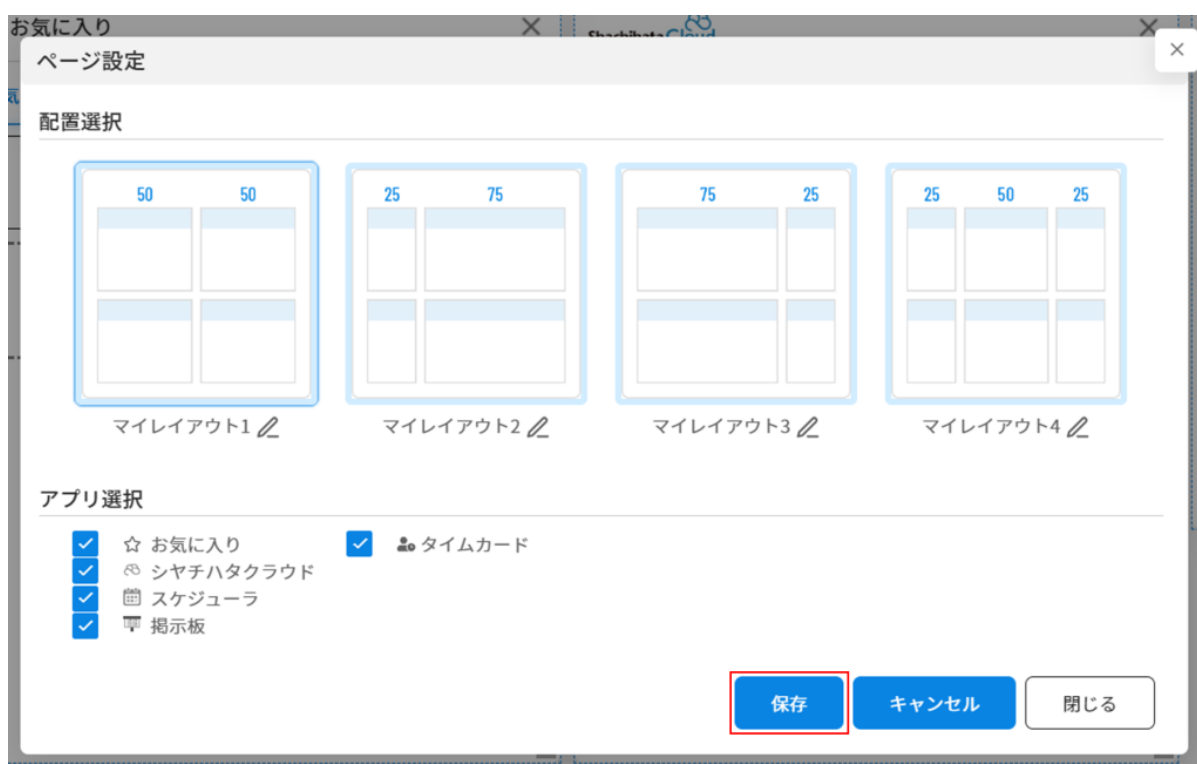 お気に入り
Shachihata Cloud
ページ設定
配置選択
50 50
25 75
75 25
25 50 25
マイレイアウト1
マイレイアウト2
マイレイアウト3
マイレイアウト4
アプリ選択
お気に入り
タイムカード
シヤチハタクラウド
スケジューラ
掲示板
保存
キャンセル
閉じる